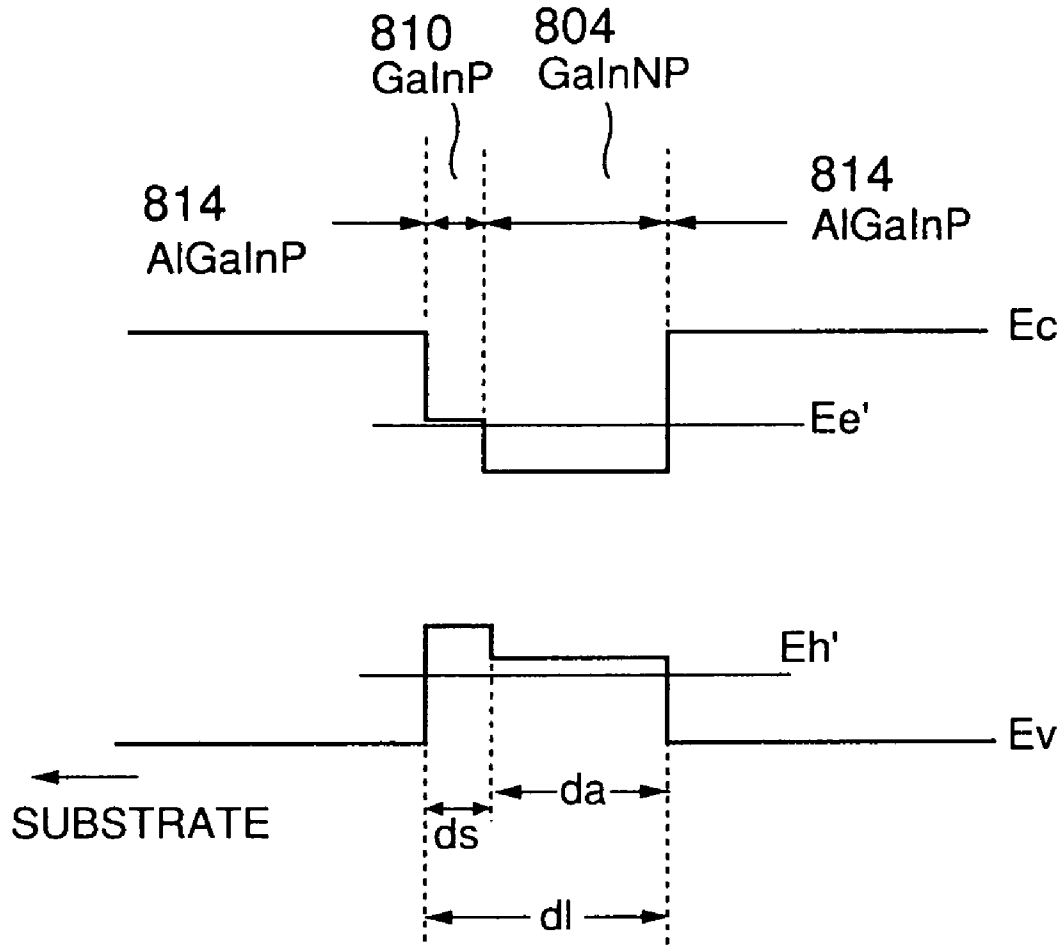 810
GaInP
804
GaInNP
814
AlGaInP
814
AlGaInP
Ec
Ee'
Eh'
Ev
SUBSTRATE
da
ds
dl